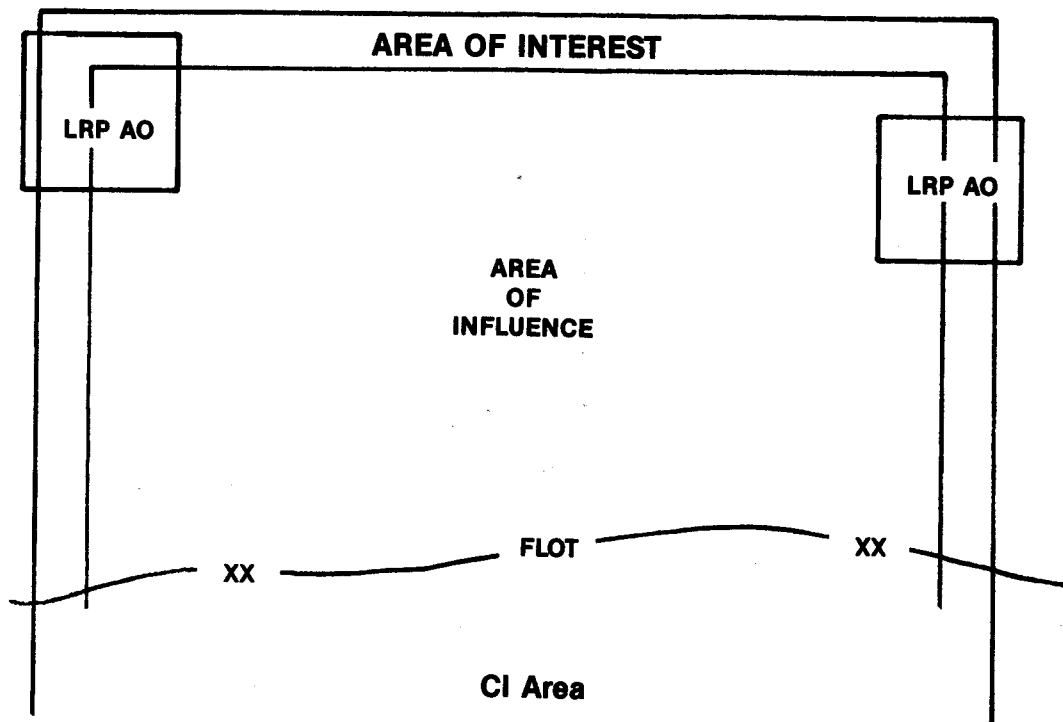 AREA OF INTEREST
LRP AO
LRP AO
AREA
OF
INFLUENCE
FLOT
XX
XX
CI Area